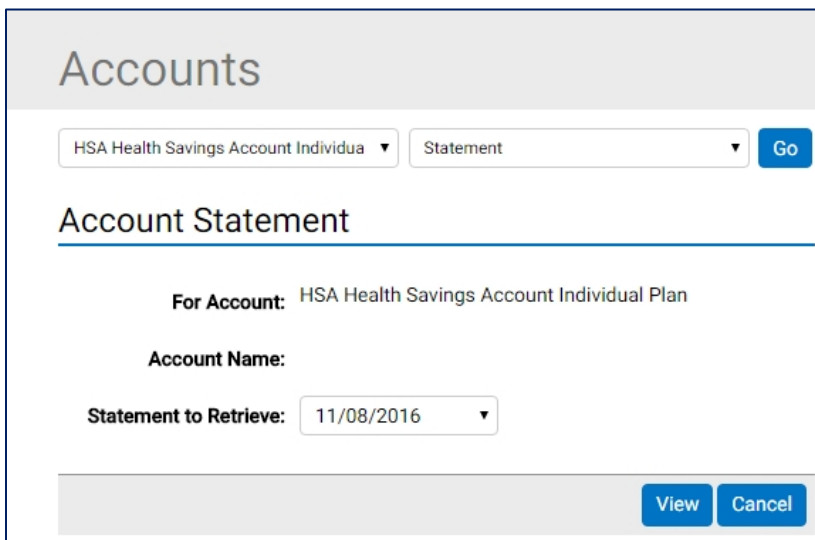 Accounts
HSA Health Savings Account Individua Statement Go
Account Statement
For Account: HSA Health Savings Account Individual Plan
Account Name:
Statement to Retrieve: 11/08/2016
View Cancel